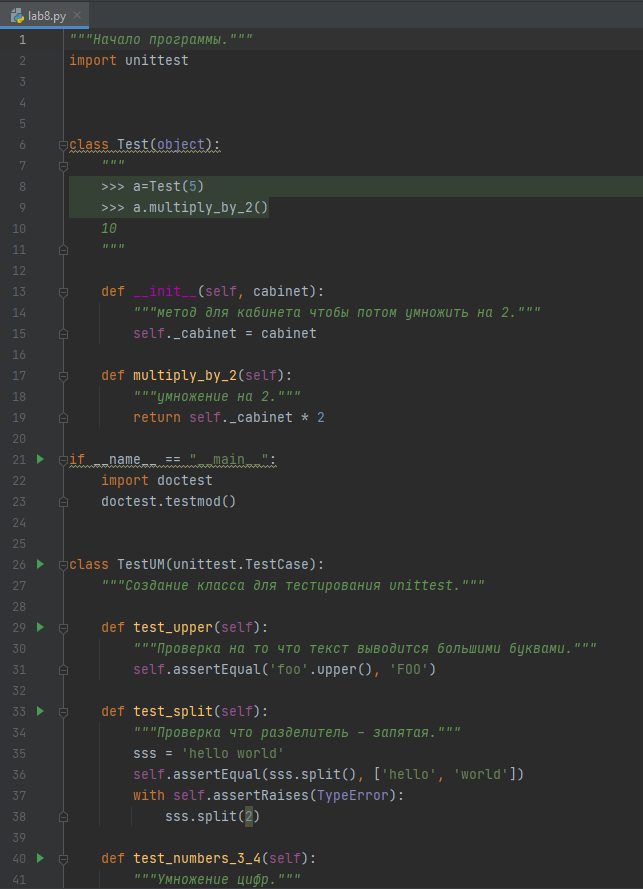 lab8.py
1 """Начало программы."""
2 import unittest
3
4
5
6 class Test(object):
7     """
8     >>> a=Test(5)
9     >>> a.multiply_by_2()
10     10
11     """
12
13     def __init__(self, cabinet):
14         """метод для кабинета чтобы потом умножить на 2."""
15         self._cabinet = cabinet
16
17     def multiply_by_2(self):
18         """умножение на 2."""
19         return self._cabinet * 2
20
21 if __name__ == "__main__":
22     import doctest
23     doctest.testmod()
24
25
26 class TestUM(unittest.TestCase):
27     """Создание класса для тестирования unittest."""
28
29     def test_upper(self):
30         """Проверка на то что текст выводится большими буквами."""
31         self.assertEqual('foo'.upper(), 'FOO')
32
33     def test_split(self):
34         """Проверка что разделитель – запятая."""
35         sss = 'hello world'
36         self.assertEqual(sss.split(), ['hello', 'world'])
37         with self.assertRaises(TypeError):
38             sss.split(2)
39
40     def test_numbers_3_4(self):
41         """Умножение цифр."""